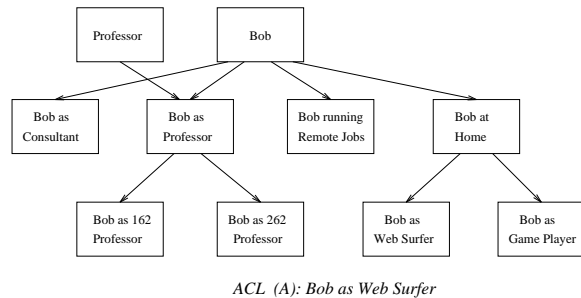 Professor
Bob
Bob as
Consultant
Bob as
Professor
Bob running
Remote Jobs
Bob at
Home
Bob as 162
Professor
Bob as 262
Professor
Bob as
Web Surfer
Bob as
Game Player
ACL (A): Bob as Web Surfer